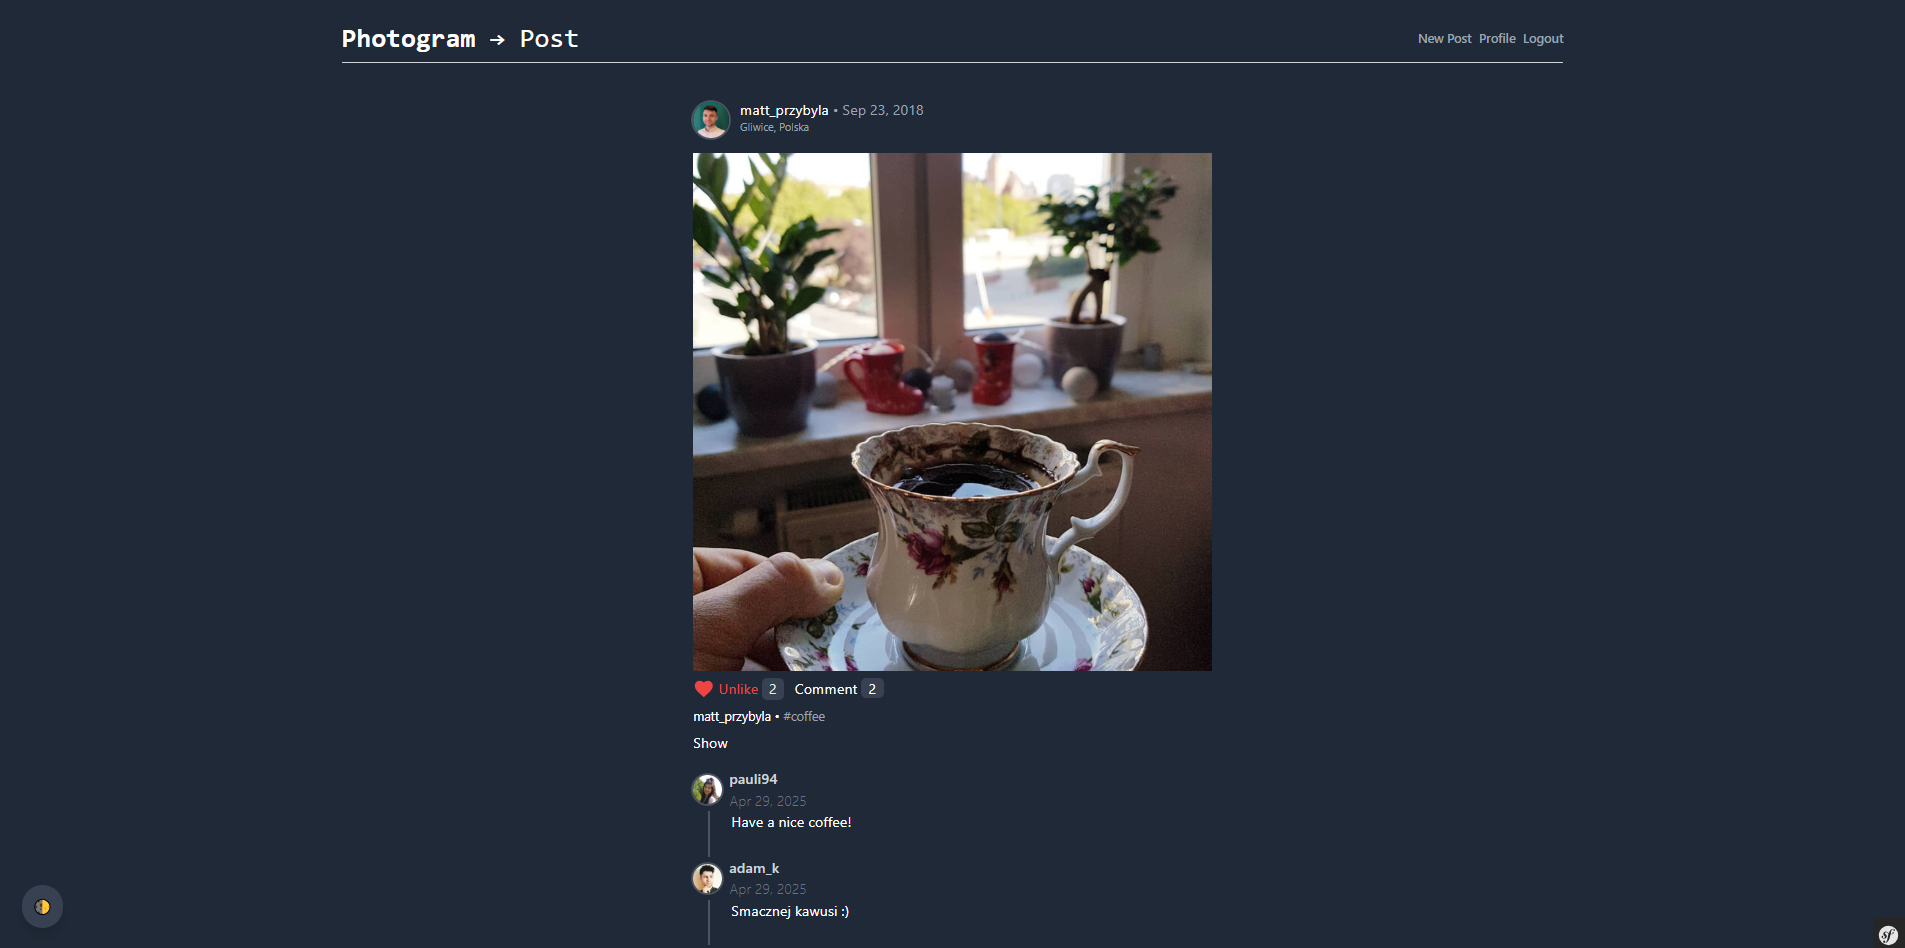 Photogram → Post
New Post Profile Logout
matt_przybyla • Sep 23, 2018
Gliwice, Polska
Unlike 2 Comment 2
matt_przybyla • #coffee
Show
pauli94
Apr 29, 2025
Have a nice coffee!
adam_k
Apr 29, 2025
Smacznej kawusi :)
sf